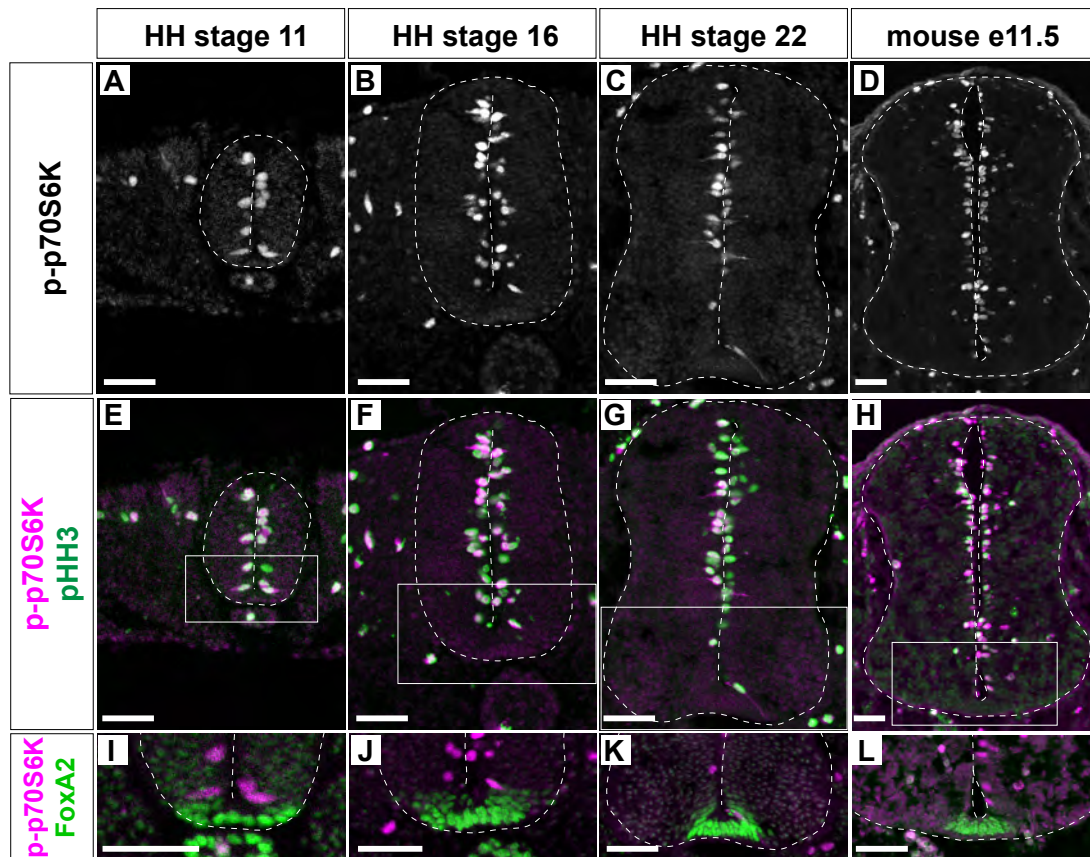 HH stage 11
HH stage 16
HH stage 22
mouse e11.5
p-p70S6K
A
B
C
D
p-p70S6K
pHH3
E
F
G
H
p-p70S6K
FoxA2
I
J
K
L